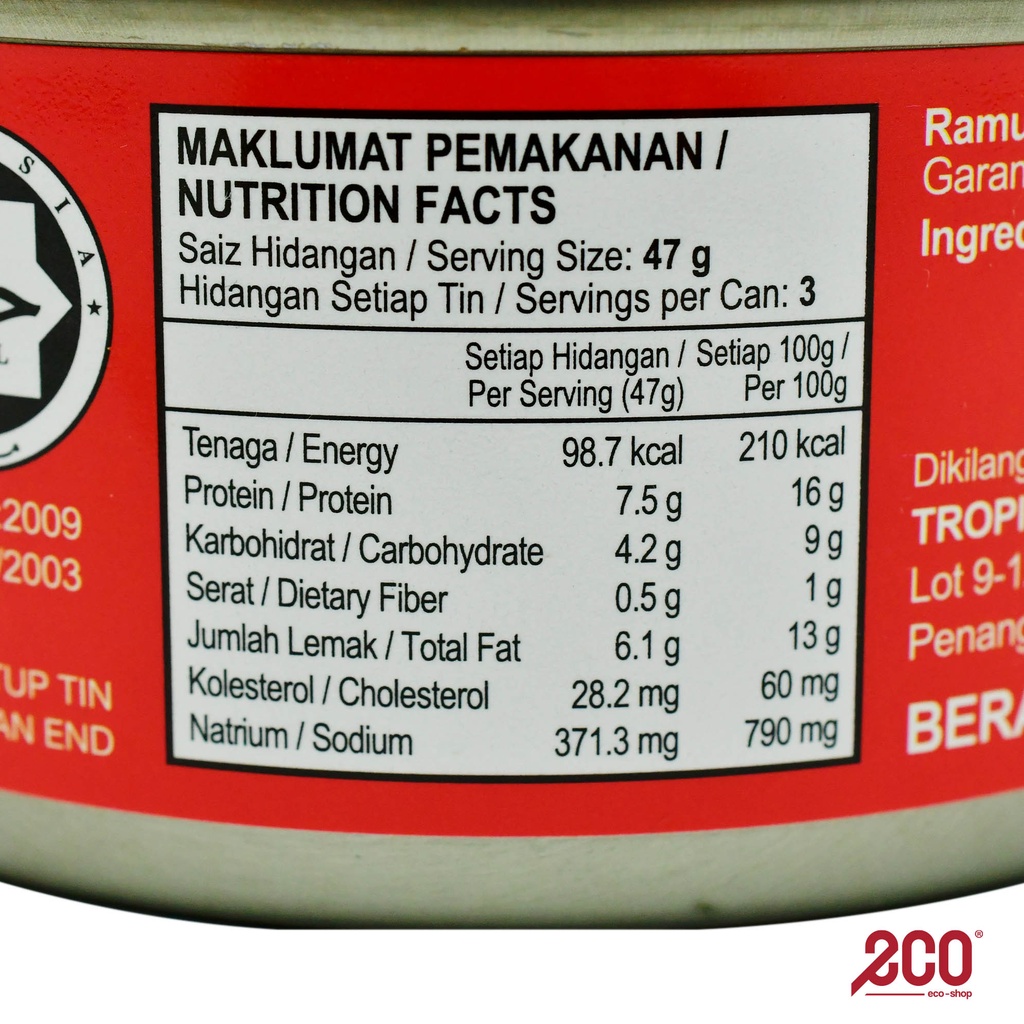 SIA ★
L
:2009
/2003
TUP TIN
AN END
MAKLUMAT PEMAKANAN /
NUTRITION FACTS
Saiz Hidangan / Serving Size: 47 g
Hidangan Setiap Tin / Servings per Can: 3
Setiap Hidangan / Setiap 100g /
Per Serving (47g) Per 100g
Tenaga / Energy 98.7 kcal 210 kcal
Protein / Protein 7.5 g 16 g
Karbohidrat / Carbohydrate 4.2 g 9 g
Serat / Dietary Fiber 0.5 g 1 g
Jumlah Lemak / Total Fat 6.1 g 13 g
Kolesterol / Cholesterol 28.2 mg 60 mg
Natrium / Sodium 371.3 mg 790 mg
Ramu
Garam
Ingred
Dikilang
TROPI
Lot 9-1
Penang
BERA
eco-shop